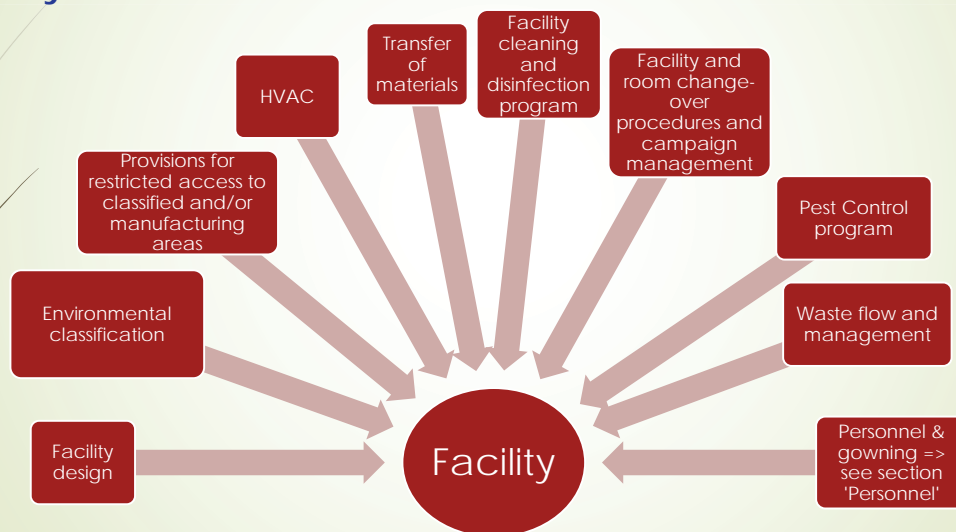 Facility
design
Environmental
classification
Provisions for
restricted access to
classified and/or
manufacturing
areas
HVAC
Transfer
of
materials
Facility
cleaning
and
disinfection
program
Facility and
room change-
over
procedures and
campaign
management
Pest Control
program
Waste flow and
management
Personnel &
gowning =>
see section
'Personnel'
Facility